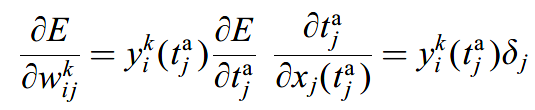 ∂E/∂w_{ij}^k = y_i^k(t_j^a) ∂E/∂t_j^a ∂t_j^a/∂x_j(t_j^a) = y_i^k(t_j^a)δ_j